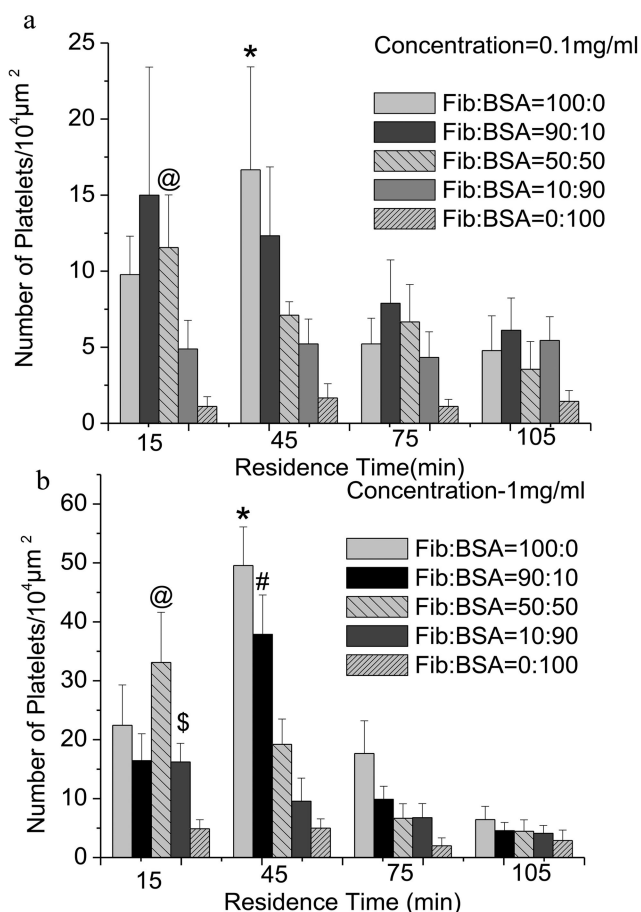 a
Concentration=0.1mg/ml
Number of Platelets/10⁴μm²
25
20
15
10
5
0
*
@
Fib:BSA=100:0
Fib:BSA=90:10
Fib:BSA=50:50
Fib:BSA=10:90
Fib:BSA=0:100
15 45 75 105
Residence Time(min)
b
Concentration-1mg/ml
Number of Platelets/10⁴μm²
60
50
40
30
20
10
0
*
#
@
$
Fib:BSA=100:0
Fib:BSA=90:10
Fib:BSA=50:50
Fib:BSA=10:90
Fib:BSA=0:100
15 45 75 105
Residence Time (min)